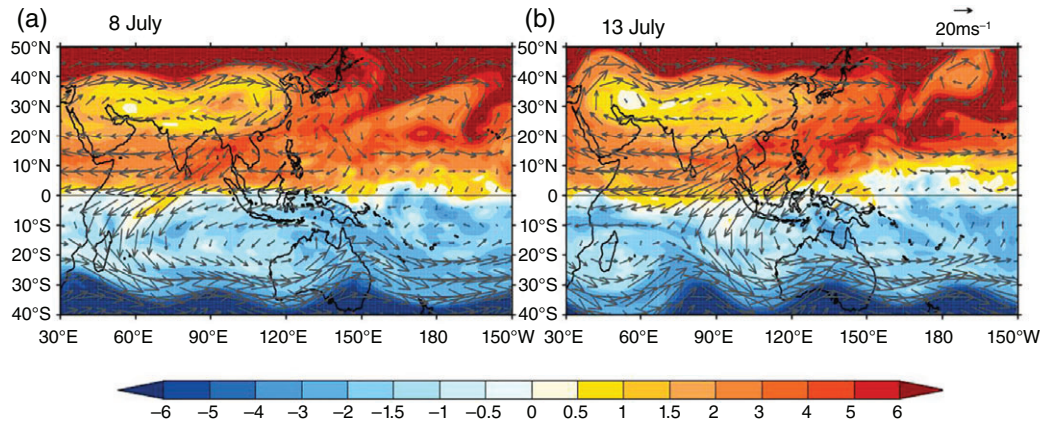 (a) 8 July (b) 13 July 20ms⁻¹
50°N 50°N
40°N 40°N
30°N 30°N
20°N 20°N
10°N 10°N
0 0
10°S 10°S
20°S 20°S
30°S 30°S
40°S 40°S
30°E 60°E 90°E 120°E 150°E 180 150°W 30°E 60°E 90°E 120°E 150°E 180 150°W
−6 −5 −4 −3 −2 −1.5 −1 −0.5 0 0.5 1 1.5 2 3 4 5 6